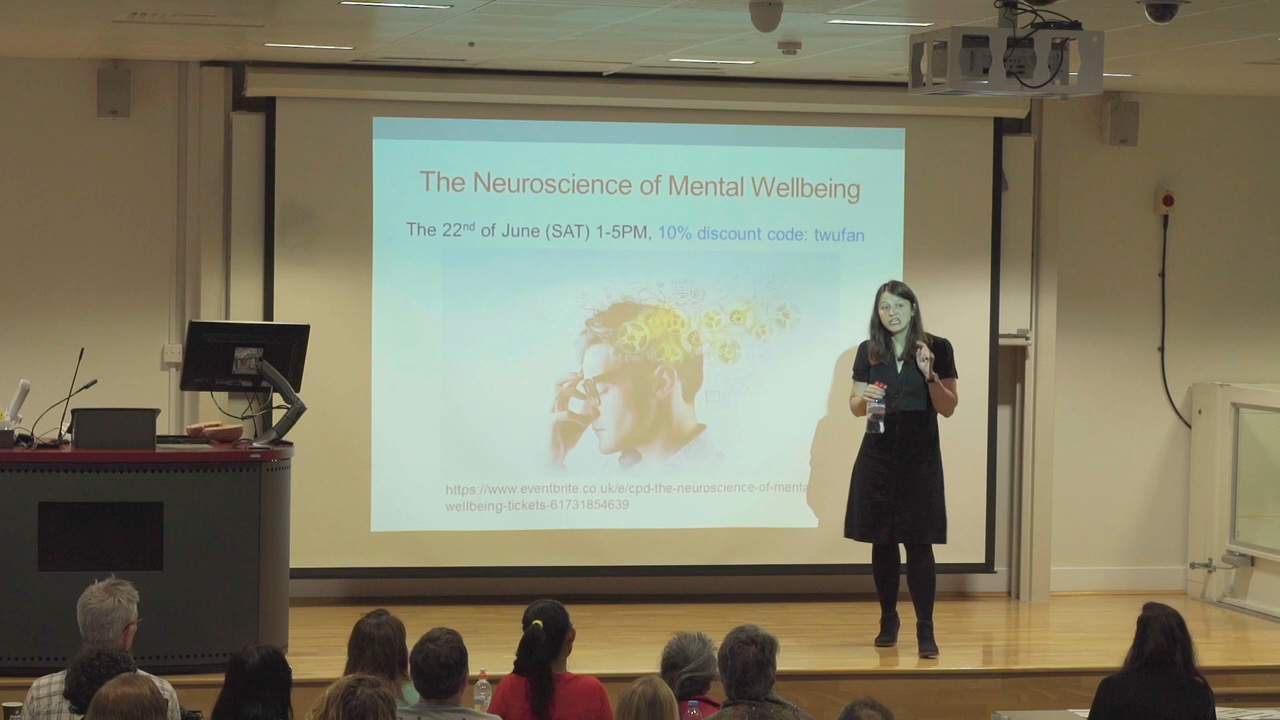 The Neuroscience of Mental Wellbeing
The 22nd of June (SAT) 1-5PM, 10% discount code: twufan
https://www.eventbrite.co.uk/e/cpd-the-neuroscience-of-menta
wellbeing-tickets-61731854639